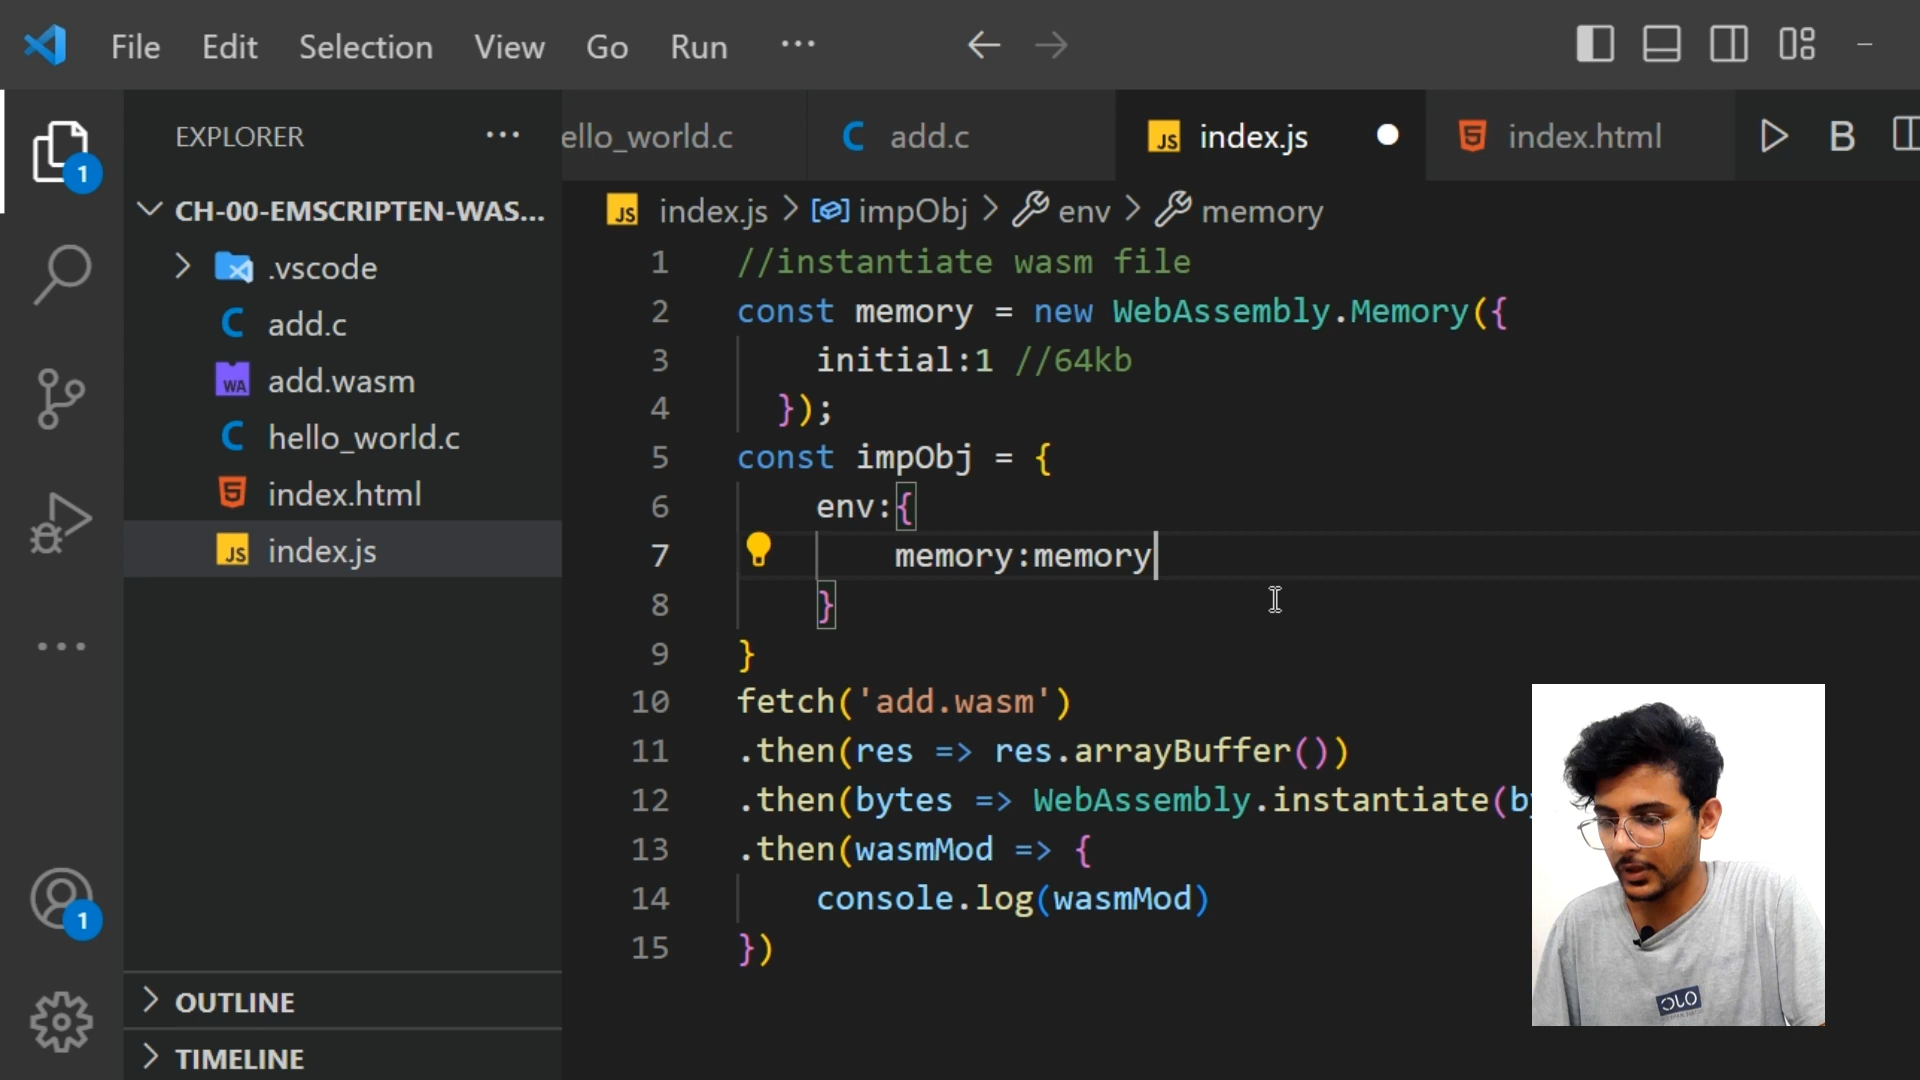 File Edit Selection View Go Run ...
EXPLORER ...
ello_world.c
add.c
index.js
index.html
B
CH-00-EMSCRIPTEN-WAS...
.vscode
add.c
add.wasm
hello_world.c
index.html
index.js
OUTLINE
TIMELINE
1
1
index.js > impObj > env > memory
1 //instantiate wasm file
2 const memory = new WebAssembly.Memory({
3 initial:1 //64kb
4 });
5 const impObj = {
6 env:{
7 memory:memory
8 }
9 }
10 fetch('add.wasm')
11 .then(res => res.arrayBuffer())
12 .then(bytes => WebAssembly.instantiate(b
13 .then(wasmMod => {
14 console.log(wasmMod)
15 })